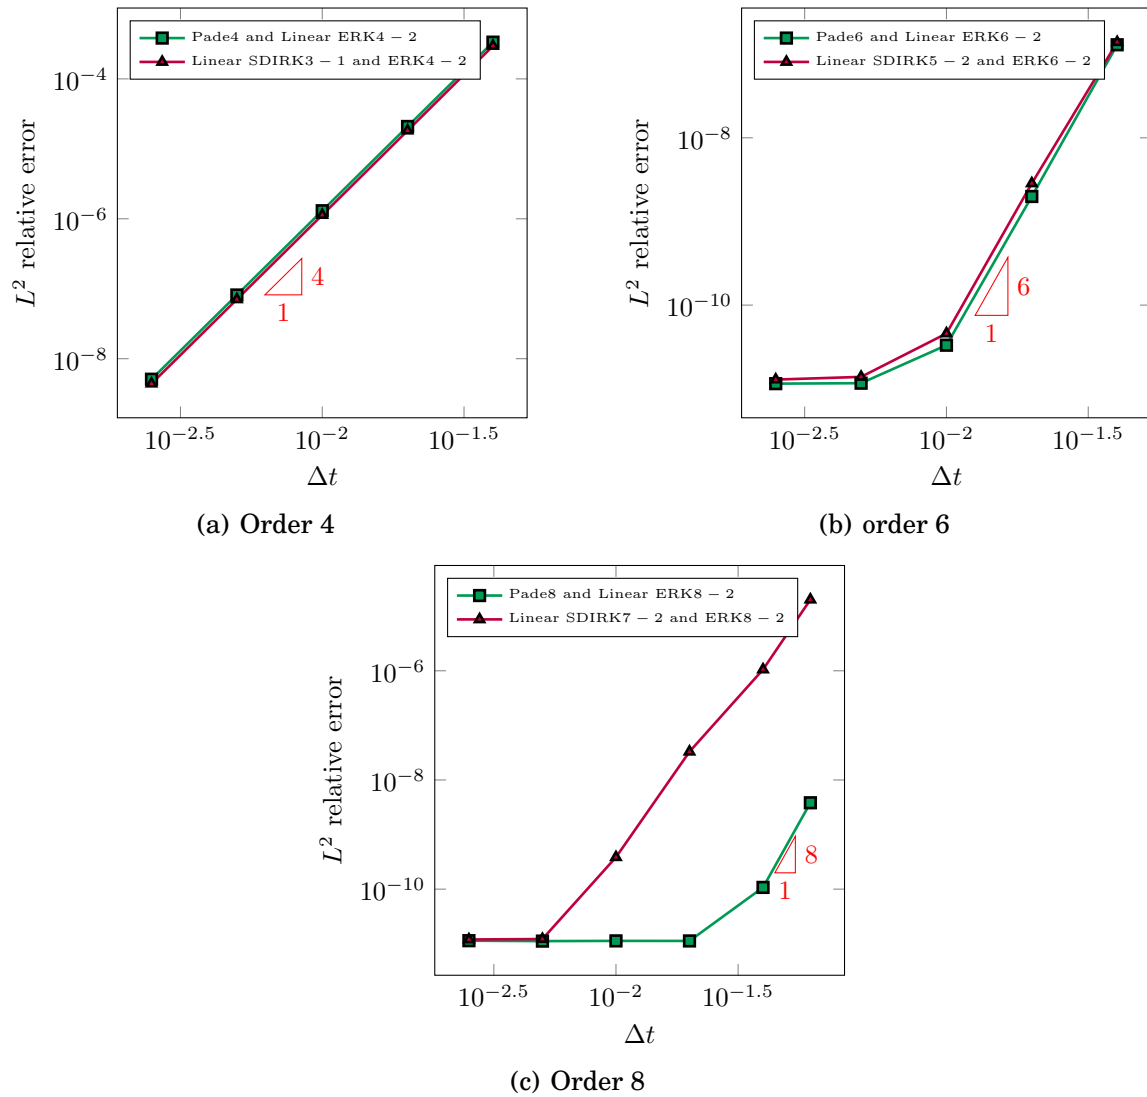 Pade4 and Linear ERK4 − 2
Linear SDIRK3 − 1 and ERK4 − 2
10⁻⁴
10⁻⁶
10⁻⁸
L² relative error
4
1
10⁻²·⁵
10⁻²
10⁻¹·⁵
Δt
(a) Order 4
Pade6 and Linear ERK6 − 2
Linear SDIRK5 − 2 and ERK6 − 2
10⁻⁸
10⁻¹⁰
L² relative error
6
1
10⁻²·⁵
10⁻²
10⁻¹·⁵
Δt
(b) order 6
Pade8 and Linear ERK8 − 2
Linear SDIRK7 − 2 and ERK8 − 2
10⁻⁶
10⁻⁸
10⁻¹⁰
L² relative error
8
1
10⁻²·⁵
10⁻²
10⁻¹·⁵
Δt
(c) Order 8